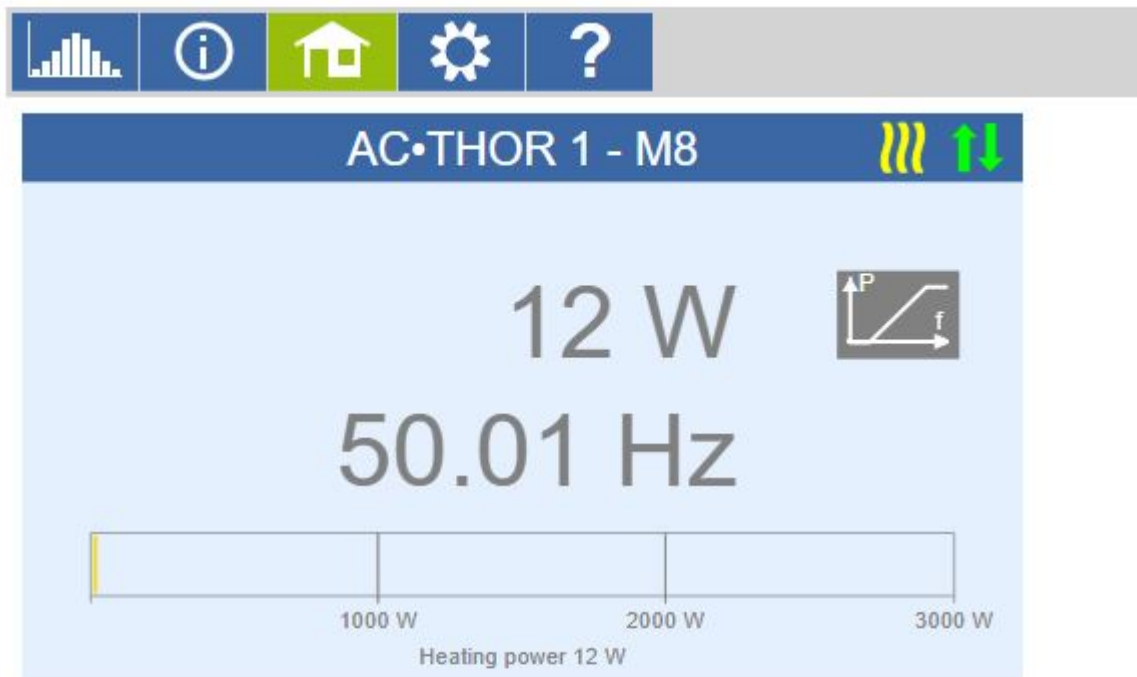 ?
AC•THOR 1 - M8
12 W
P
f
50.01 Hz
1000 W 2000 W 3000 W
Heating power 12 W